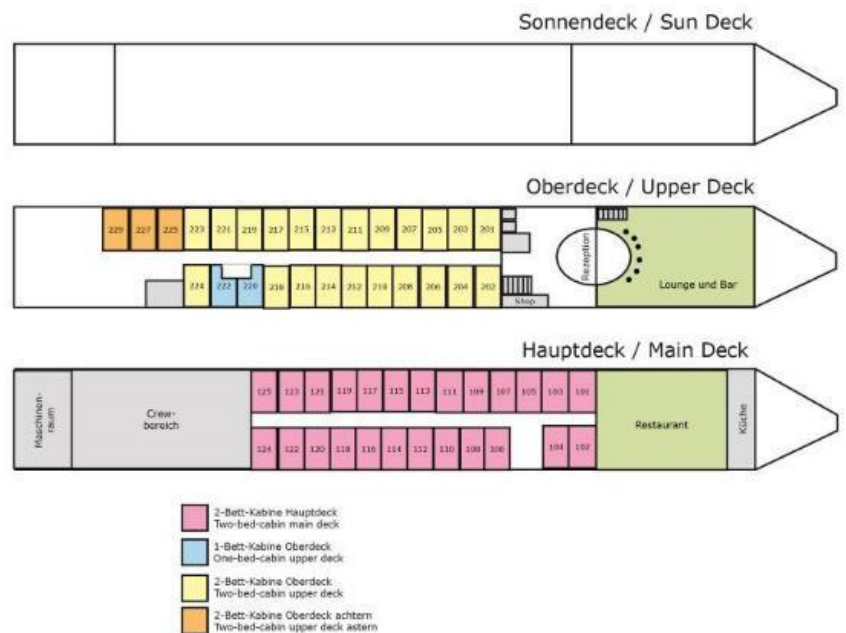 Sonnendeck / Sun Deck
Oberdeck / Upper Deck
229 227 225 223 221 219 217 215 213 211 209 207 205 203 201
Rezeption
Lounge und Bar
224 222 220 214 212 210 208 206 204 202
Shop
Hauptdeck / Main Deck
Maschinen-
raum
Crew-
bereich
125 123 121 119 117 115 113 111 109 107 105 103 101
124 122 120 118 116 114 112 110 108 106 104 102
Restaurant
Küche
2-Bett-Kabine Hauptdeck
Two-bed-cabin main deck
1-Bett-Kabine Oberdeck
One-bed-cabin upper deck
2-Bett-Kabine Oberdeck
Two-bed-cabin upper deck
2-Bett-Kabine Oberdeck achtern
Two-bed-cabin upper deck astern